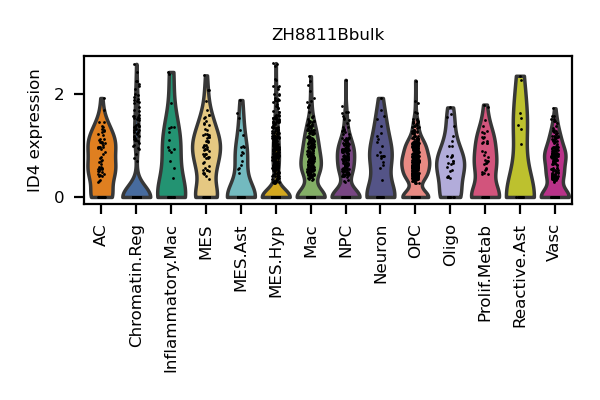 ZH8811Bbulk
ID4 expression
2
0
AC
Chromatin.Reg
Inflammatory.Mac
MES
MES.Ast
MES.Hyp
Mac
NPC
Neuron
OPC
Oligo
Prolif.Metab
Reactive.Ast
Vasc